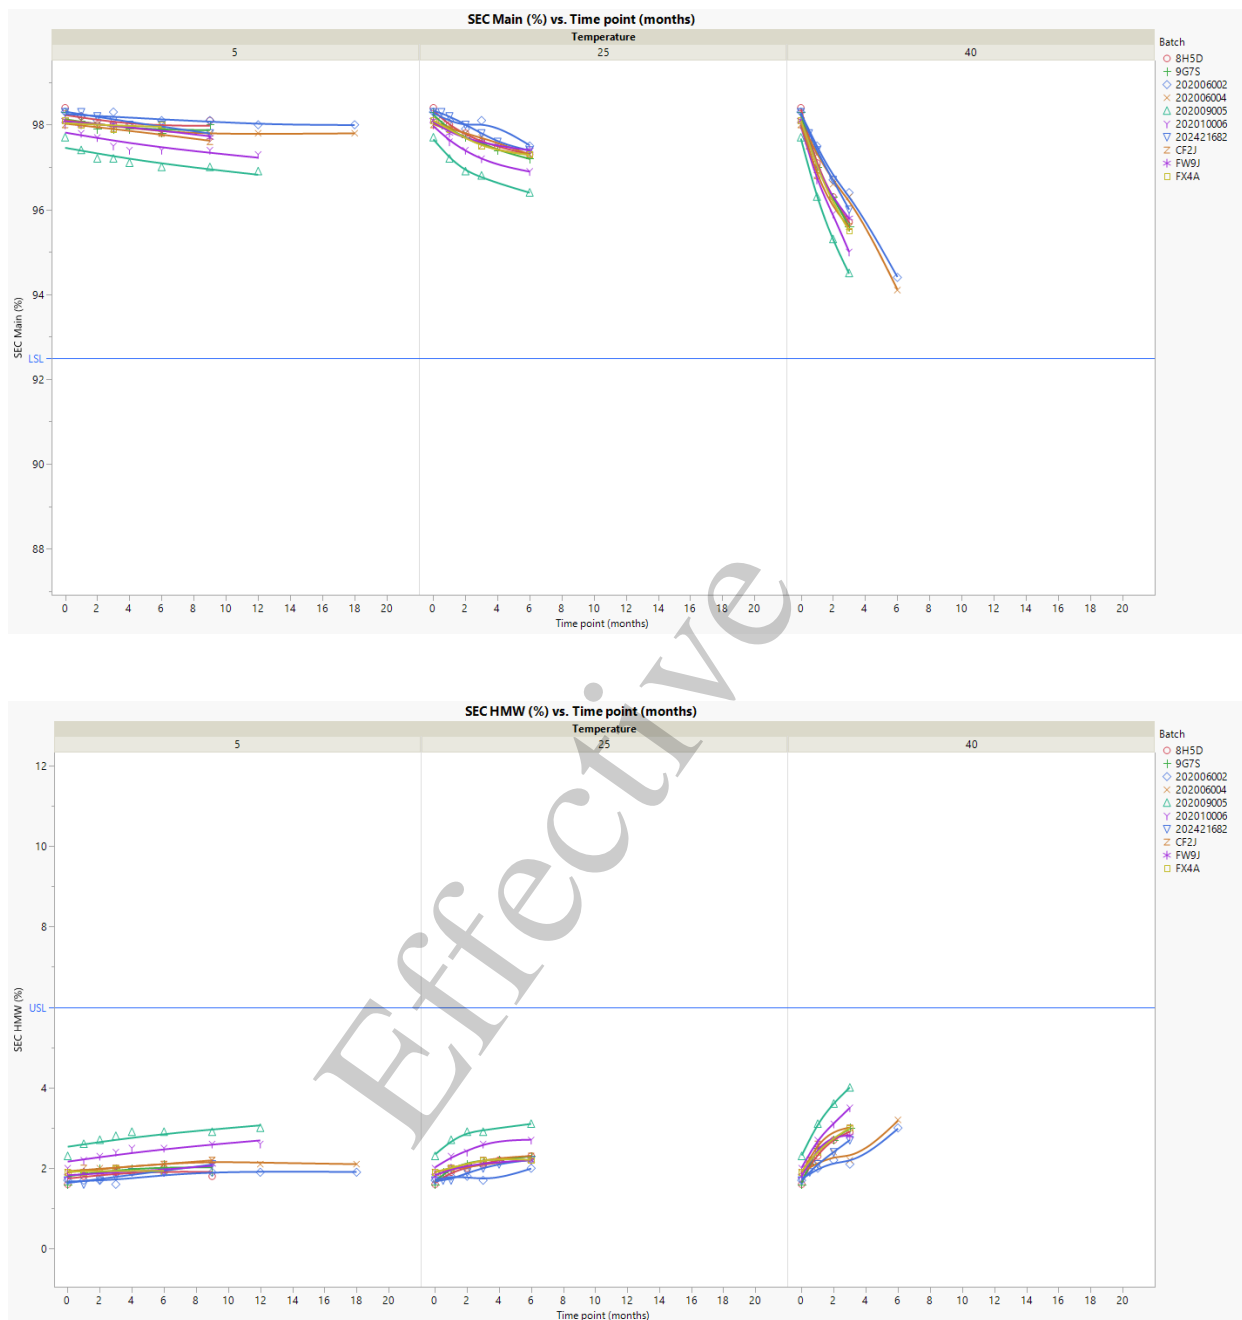 SEC Main (%) vs. Time point (months)
Temperature
5 25 40
Batch
8H5D
9G7S
202006002
202006004
202009005
202010006
202421682
CF2J
FW9J
FX4A
SEC Main (%)
98
96
94
LSL
92
90
88
0 2 4 6 8 10 12 14 16 18 20 0 2 4 6 8 10 12 14 16 18 20 0 2 4 6 8 10 12 14 16 18 20
Time point (months)
Effective
SEC HMW (%) vs. Time point (months)
Temperature
5 25 40
Batch
8H5D
9G7S
202006002
202006004
202009005
202010006
202421682
CF2J
FW9J
FX4A
SEC HMW (%)
12
10
8
USL
4
2
0
0 2 4 6 8 10 12 14 16 18 20 0 2 4 6 8 10 12 14 16 18 20 0 2 4 6 8 10 12 14 16 18 20
Time point (months)